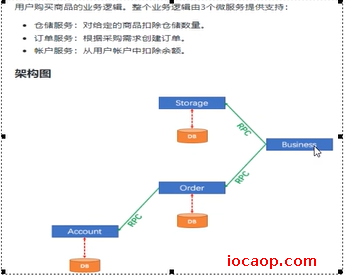 用户购买商品的业务逻辑。整个业务逻辑由3个微服务提供支持：
• 仓储服务：对给定的商品扣除仓储数量。
• 订单服务：根据采购需求创建订单。
• 帐户服务：从用户帐户中扣除余额。
架构图
Storage
RPC
DB
Business
Order
RPC
RPC
DB
Account
DB
iocaop.com